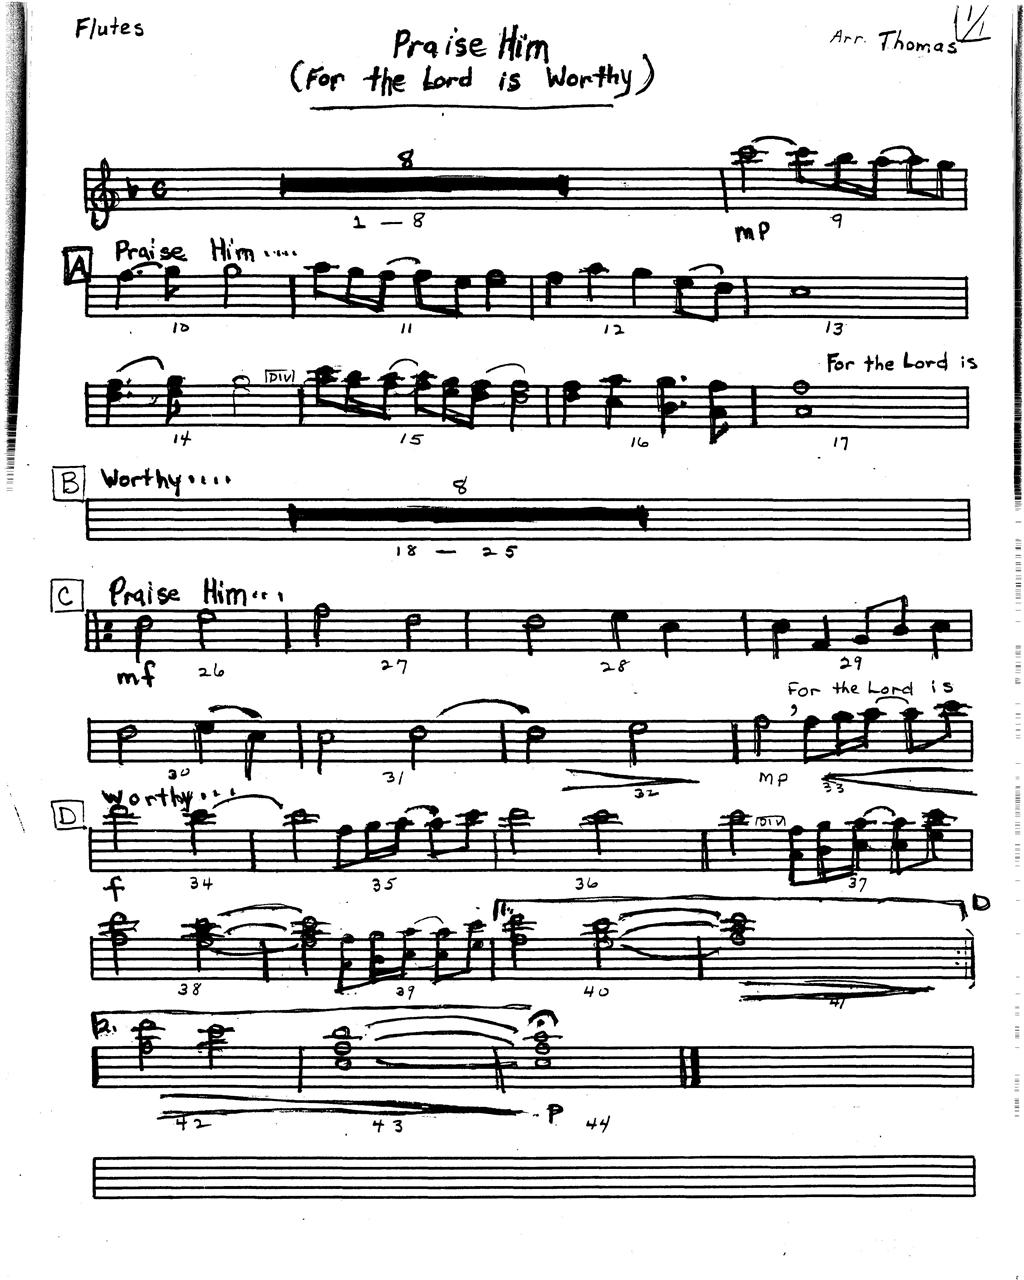 Flutes
Praise Him
Arr. Thomas
1/1
(For the Lord is Worthy)
8
1 — 8
mp
9
A Praise Him ....
10 11 12 13
For the Lord is
DIV
14 15 16 17
B Worthy ....
8
18 — 25
C Praise Him ...
mf 26 27 28 29
For the Lord is
30 31 32 mp 33
D Worthy ...
DIV
f 34 35 36 37
1. D
38 39 40 41
2.
42 43 P 44